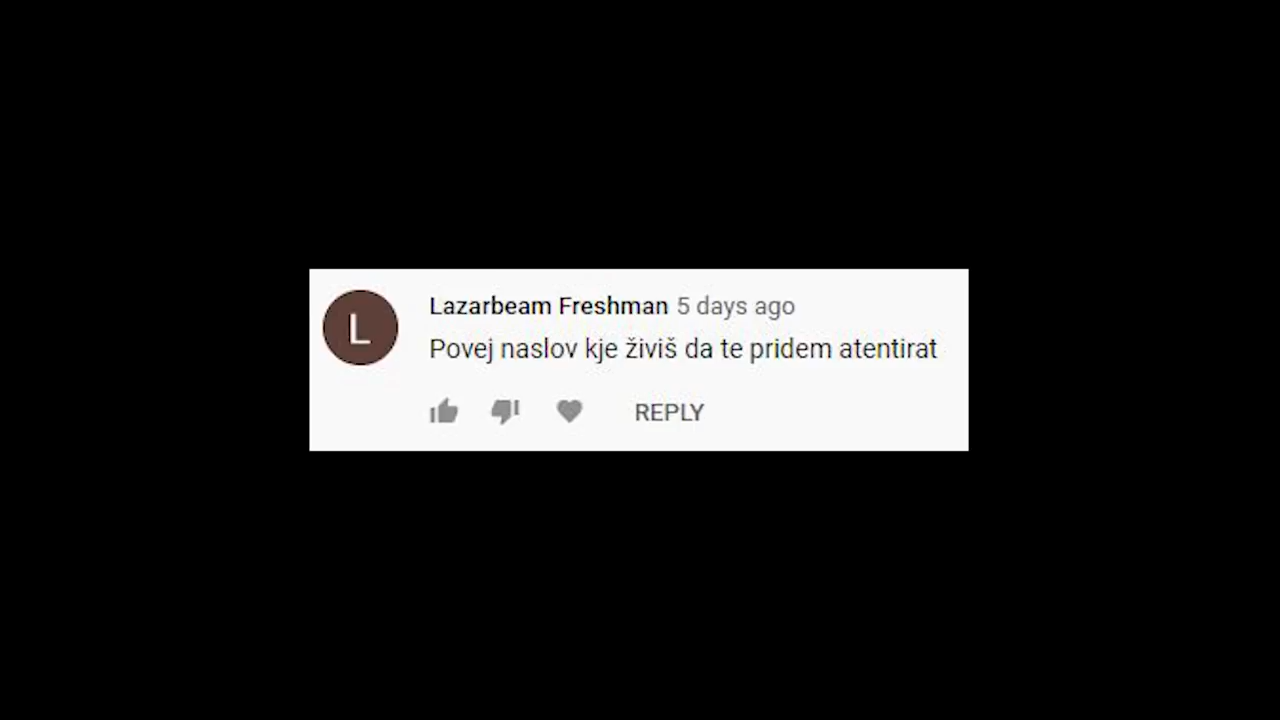 L
Lazarbeam Freshman 5 days ago
Povej naslov kje živiš da te pridem atentirat
REPLY